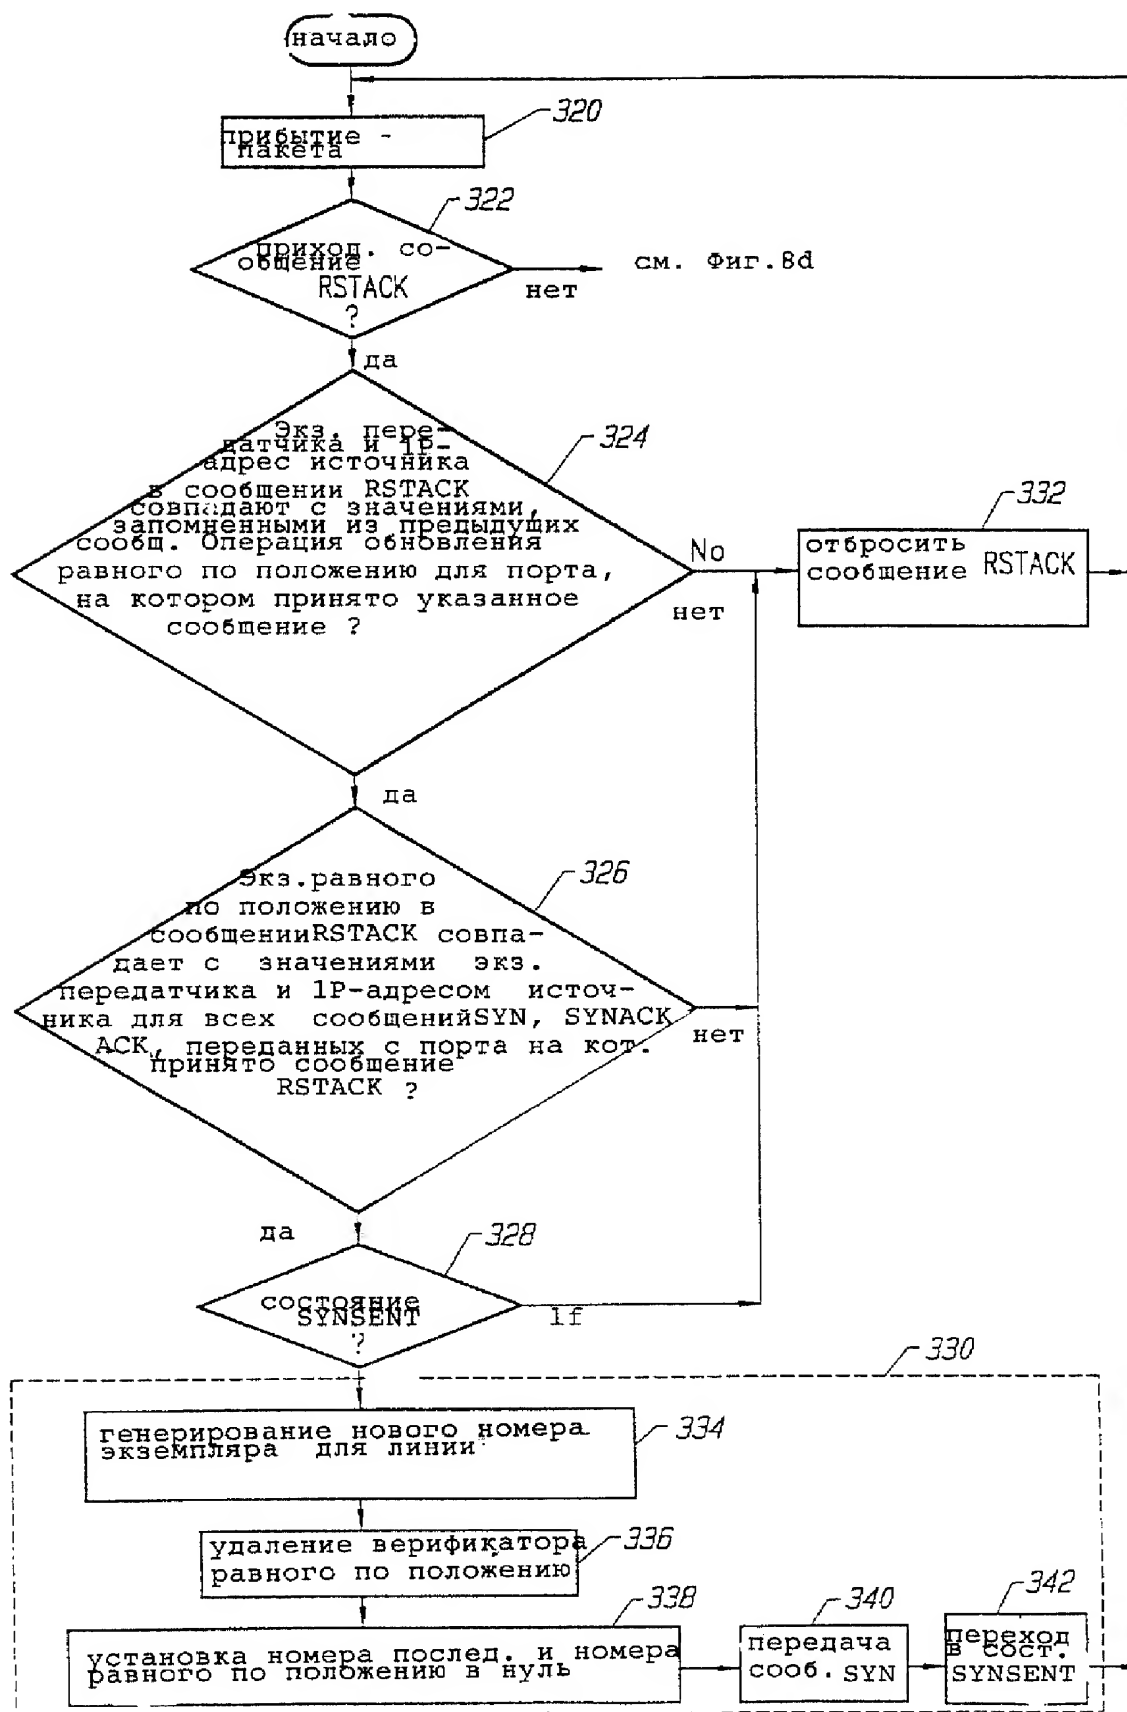 начало
320
прибытие -
пакета
322
приход. со-
общение
RSTACK
?
см. Фиг.8d
нет
да
324
Экз. пере-
датчика и 1P-
адрес источника
в сообщении RSTACK
совпадают с значениями,
запомненными из предыдущих
сообщ. Операция обновления
равного по положению для порта,
на котором принято указанное
сообщение ?
No
нет
332
отбросить
сообщение RSTACK
да
326
Экз.равного
по положению в
сообщенииRSTACK совпа-
дает с значениями экз.
передатчика и 1P-адресом источ-
ника для всех сообщенийSYN, SYNACK
ACK, переданных с порта на кот.
принято сообщение
RSTACK ?
нет
да
328
состояние
SYNSENT
?
1f
330
334
генерирование нового номера
экземпляра для линии
336
удаление верификатора
равного по положению
338
установка номера послед. и номера
равного по положению в нуль
340
передача
сооб. SYN
342
переход
в сост.
SYNSENT